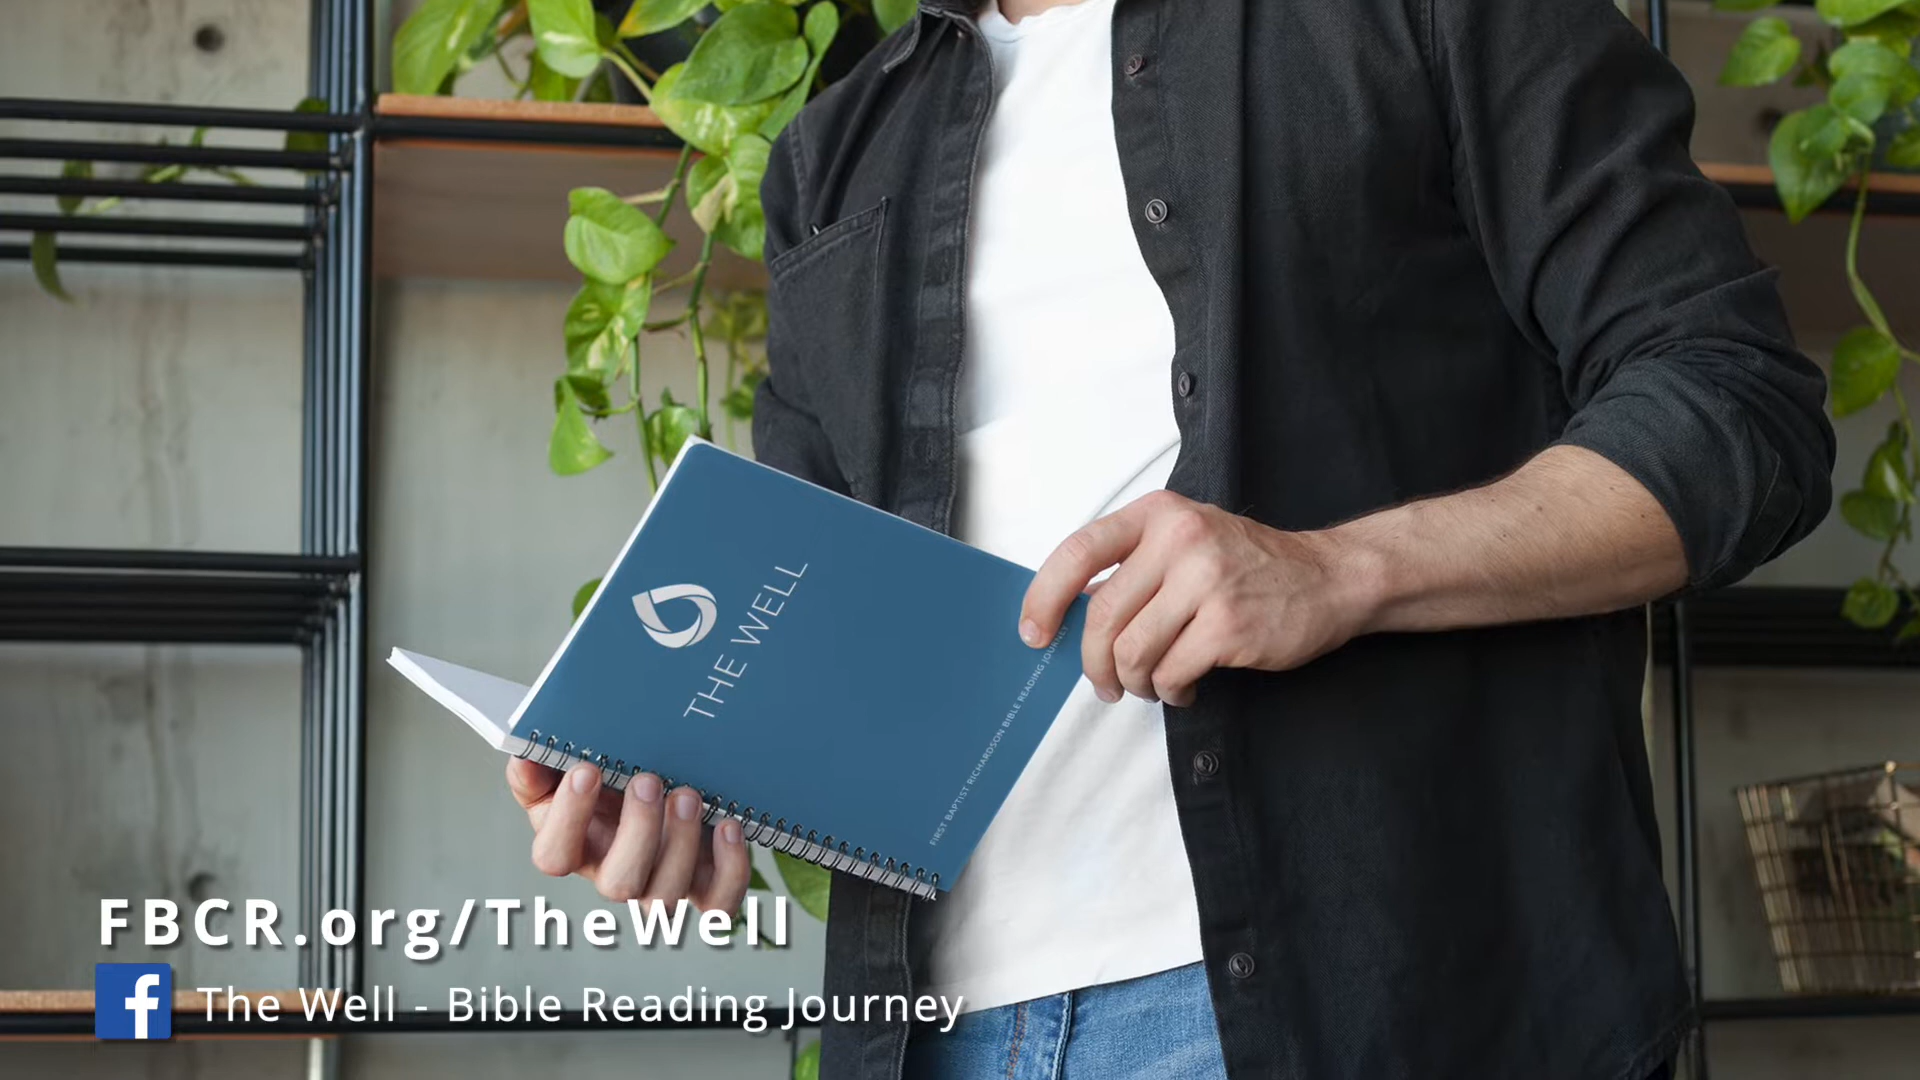 THE WELL
FIRST BAPTIST RICHARDSON BIBLE READING JOURNEY
FBCR.org/TheWell
The Well - Bible Reading Journey